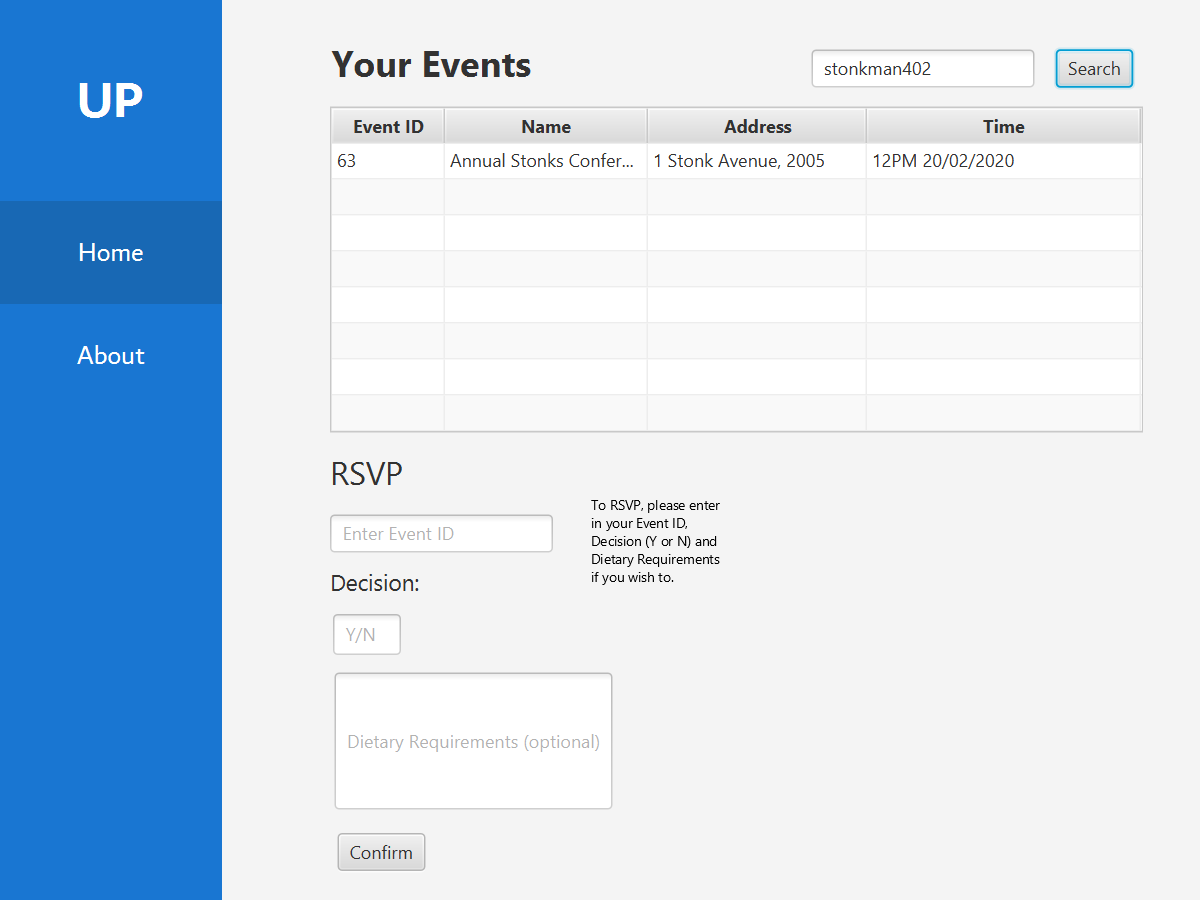 UP
Home
About
Your Events
stonkman402
Search
Event ID Name Address Time
63 Annual Stonks Confer... 1 Stonk Avenue, 2005 12PM 20/02/2020
RSVP
Enter Event ID
To RSVP, please enter
in your Event ID,
Decision (Y or N) and
Dietary Requirements
if you wish to.
Decision:
Y/N
Dietary Requirements (optional)
Confirm